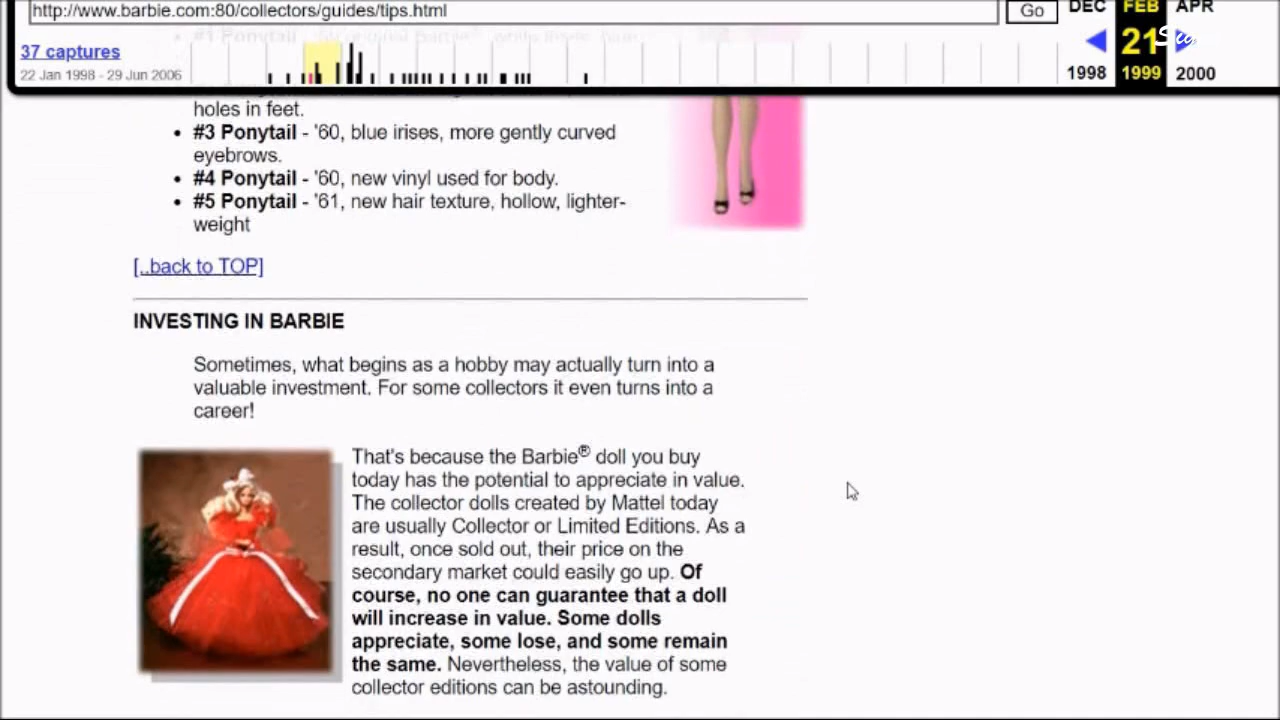 http://www.barbie.com:80/collectors/guides/tips.html
Go
DEC FEB APR
37 captures
21
22 Jan 1998 - 29 Jun 2006
1998 1999 2000
holes in feet.
• #3 Ponytail - '60, blue irises, more gently curved
eyebrows.
• #4 Ponytail - '60, new vinyl used for body.
• #5 Ponytail - '61, new hair texture, hollow, lighter-
weight
[..back to TOP]
INVESTING IN BARBIE
Sometimes, what begins as a hobby may actually turn into a
valuable investment. For some collectors it even turns into a
career!
That's because the Barbie® doll you buy
today has the potential to appreciate in value.
The collector dolls created by Mattel today
are usually Collector or Limited Editions. As a
result, once sold out, their price on the
secondary market could easily go up. Of
course, no one can guarantee that a doll
will increase in value. Some dolls
appreciate, some lose, and some remain
the same. Nevertheless, the value of some
collector editions can be astounding.